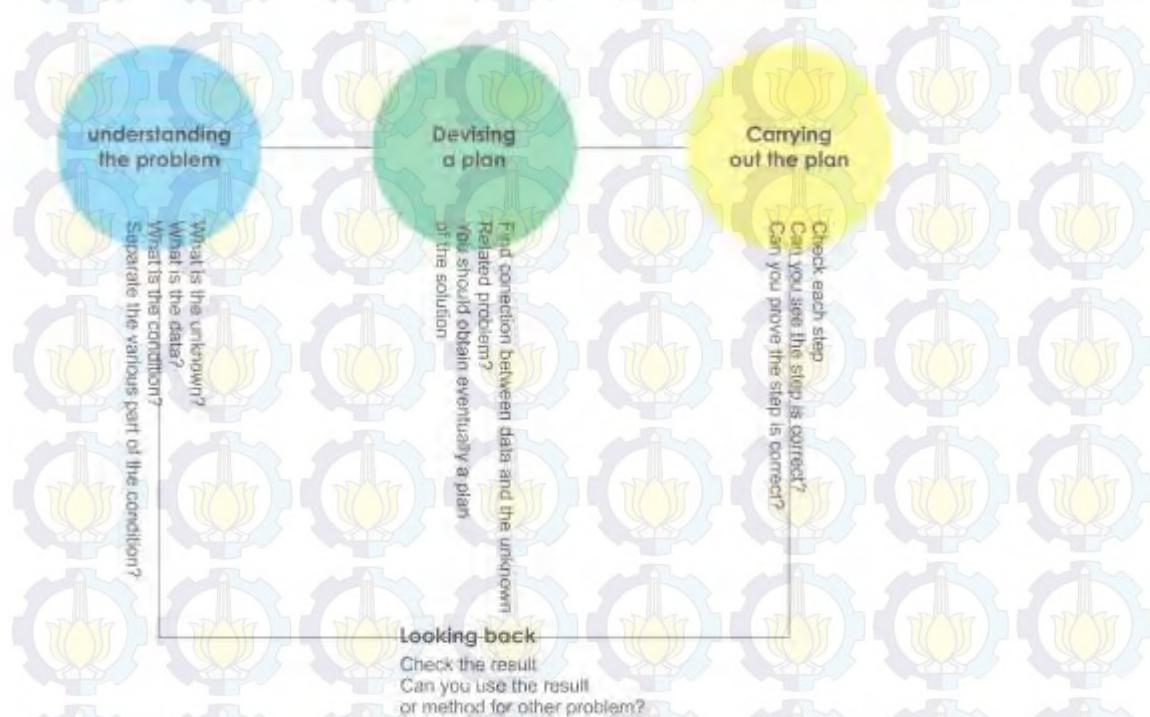 understanding
the problem
What is the unknown?
What is the data?
What is the condition?
Separate the various part of the condition?
Devising
a plan
Find conection between data and the unknown
Related problem?
You should obtain eventually a plan
of the solution
Carrying
out the plan
Check each step
Can you see the step is correct?
Can you prove the step is correct?
Looking back
Check the result
Can you use the result
or method for other problem?